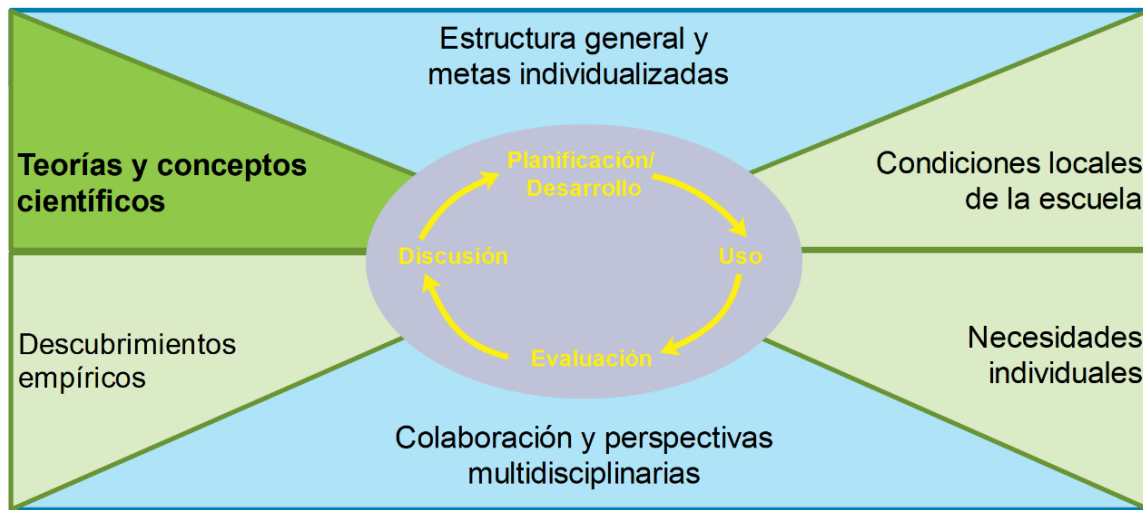 Estructura general y
metas individualizadas
Teorías y conceptos
científicos
Planificación/
Desarrollo
Condiciones locales
de la escuela
Discusión
Uso
Descubrimientos
empíricos
Evaluación
Necesidades
individuales
Colaboración y perspectivas
multidisciplinarias